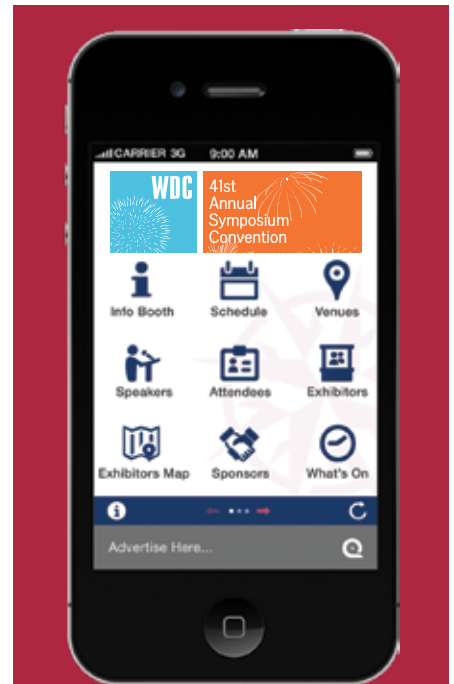 CARRIER 3G 9:00 AM
WDC
41st
Annual
Symposium
Convention
Info Booth Schedule Venues
Speakers Attendees Exhibitors
Exhibitors Map Sponsors What's On
Advertise Here...